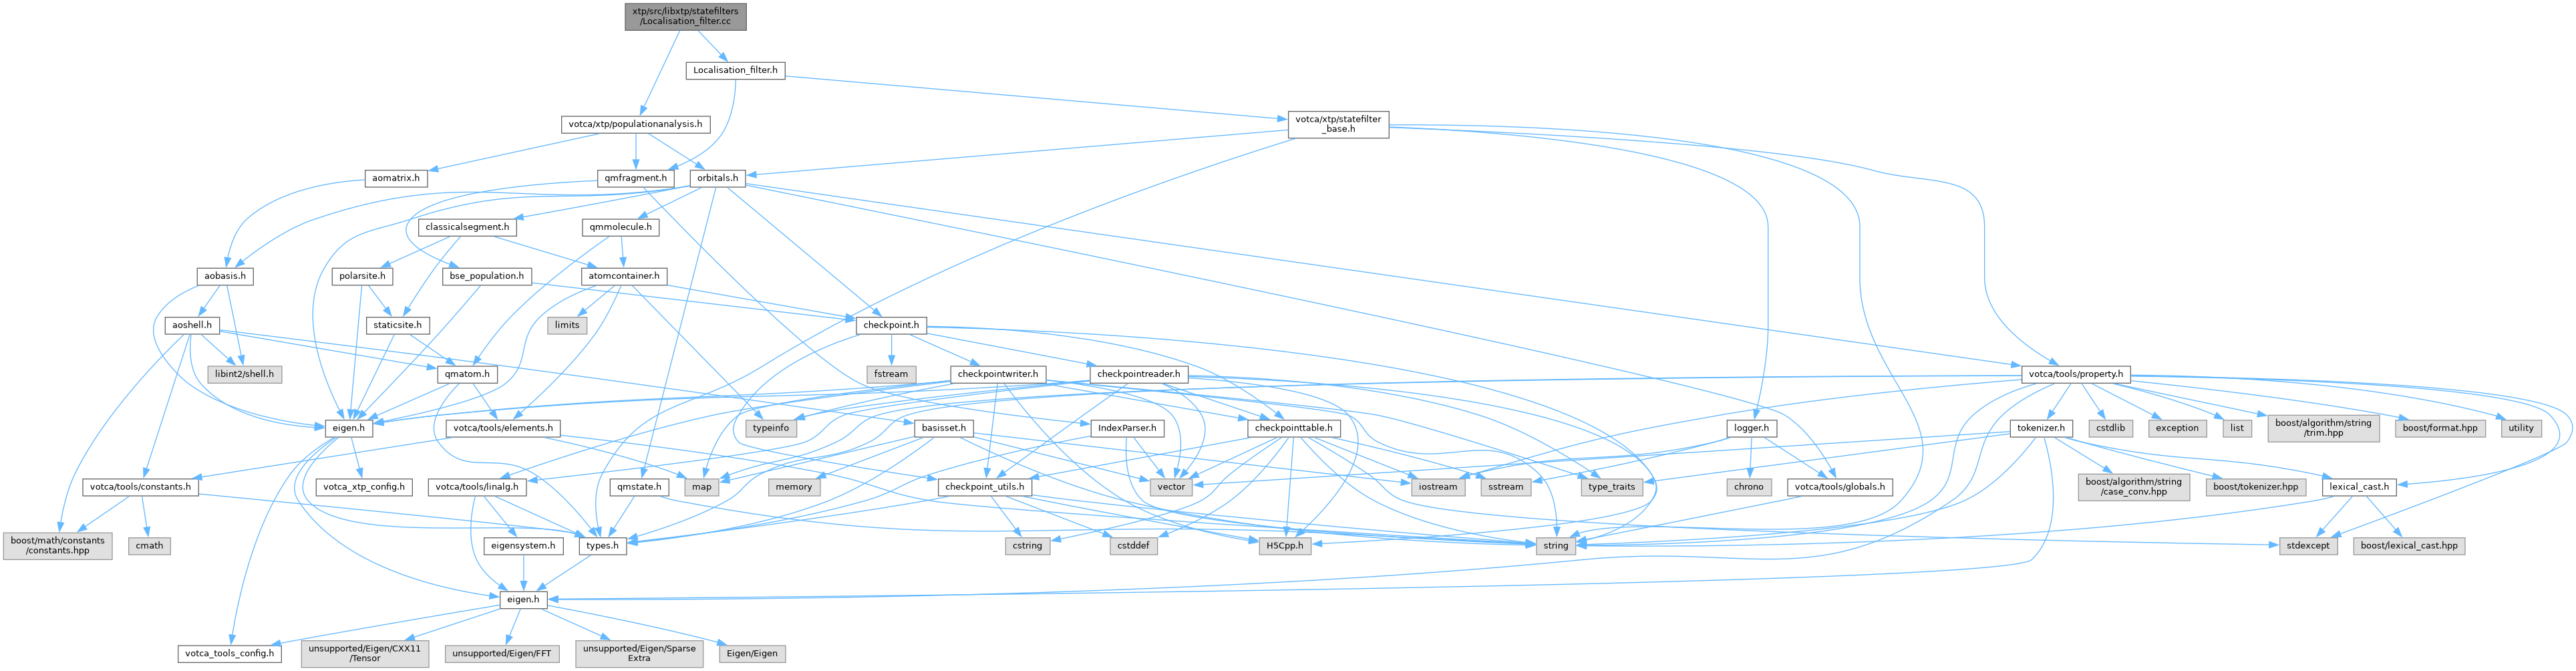 xtp/src/libxtp/statefilters
/Localisation_filter.cc
Localisation_filter.h
votca/xtp/populationanalysis.h
votca/xtp/statefilter
_base.h
aomatrix.h
qmfragment.h
orbitals.h
classicalsegment.h
qmmolecule.h
aobasis.h
polarsite.h
bse_population.h
atomcontainer.h
aoshell.h
staticsite.h
limits
checkpoint.h
libint2/shell.h
qmatom.h
fstream
checkpointwriter.h
checkpointreader.h
votca/tools/property.h
eigen.h
votca/tools/elements.h
typeinfo
basisset.h
IndexParser.h
checkpointtable.h
logger.h
tokenizer.h
cstdlib
exception
list
boost/algorithm/string
/trim.hpp
boost/format.hpp
utility
votca/tools/constants.h
votca_xtp_config.h
votca/tools/linalg.h
qmstate.h
map
memory
checkpoint_utils.h
vector
iostream
sstream
type_traits
chrono
votca/tools/globals.h
boost/algorithm/string
/case_conv.hpp
boost/tokenizer.hpp
lexical_cast.h
boost/math/constants
/constants.hpp
cmath
eigensystem.h
types.h
cstring
cstddef
H5Cpp.h
string
stdexcept
boost/lexical_cast.hpp
eigen.h
votca_tools_config.h
unsupported/Eigen/CXX11
/Tensor
unsupported/Eigen/FFT
unsupported/Eigen/Sparse
Extra
Eigen/Eigen